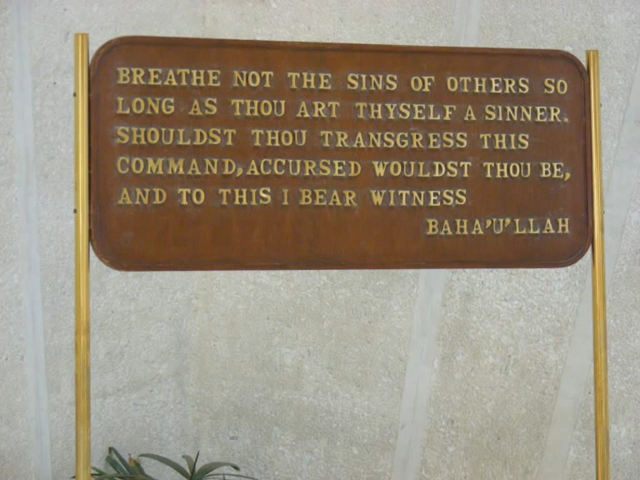 BREATHE NOT THE SINS OF OTHERS SO
LONG AS THOU ART THYSELF A SINNER.
SHOULDST THOU TRANSGRESS THIS
COMMAND, ACCURSED WOULDST THOU BE,
AND TO THIS I BEAR WITNESS
BAHA'U'LLAH